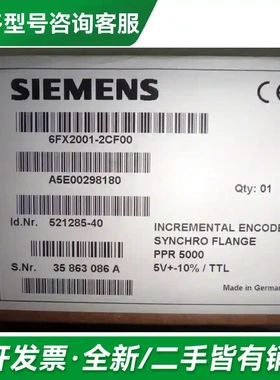 型号咨询客服
SIEMENS
CE
6FX2001-2CF00
A5E00298180
Qty: 01
Id.Nr. 521285-40
INCREMENTAL ENCODE
SYNCHRO FLANGE
PPR 5000
5V+-10% / TTL
S.Nr. 35 863 086 A
Made in German
开发票·全新/二手皆有销